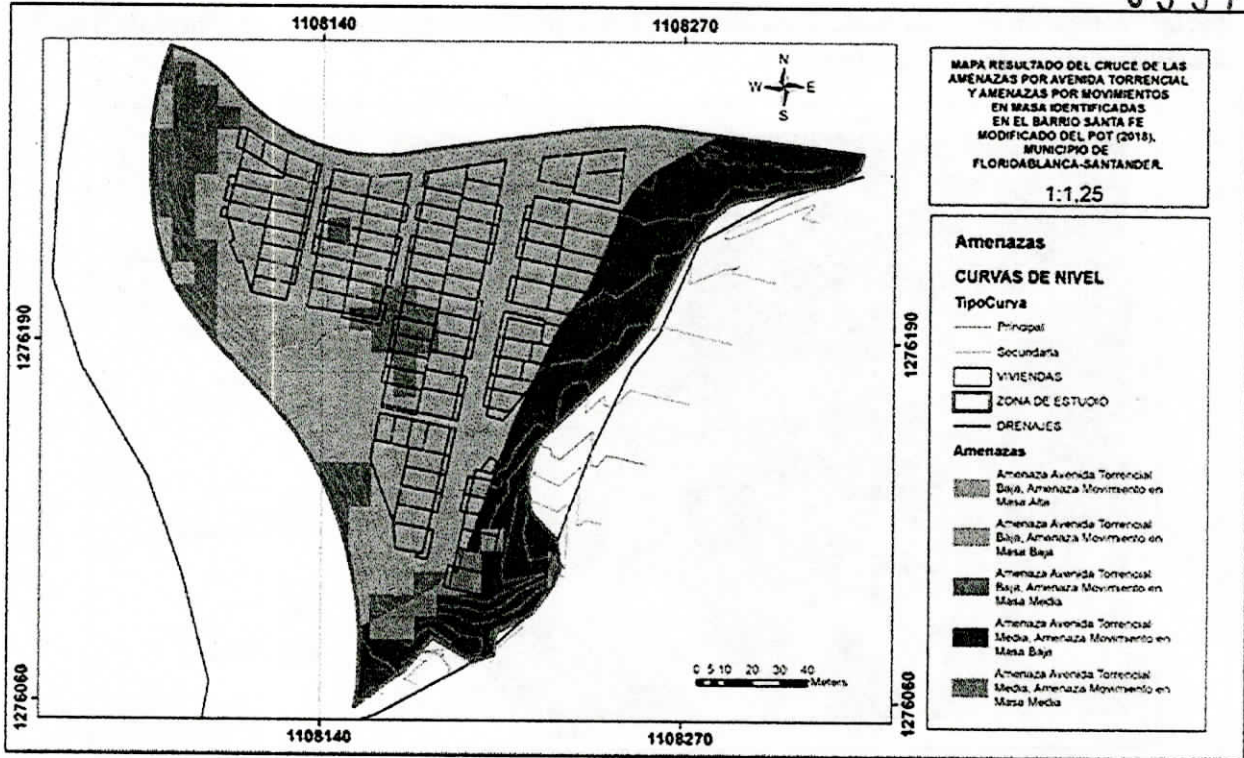 1108140
1108270
N
W E
S
MAPA RESULTADO DEL CRUCE DE LAS
AMENAZAS POR AVENIDA TORRENCIAL
Y AMENAZAS POR MOVIMIENTOS
EN MASA IDENTIFICADAS
EN EL BARRIO SANTA FE
MODIFICADO DEL POT (2018).
MUNICIPIO DE
FLORIDABLANCA-SANTANDER.
1:1.25
Amenazas
CURVAS DE NIVEL
TipoCurva
Principal
Secundaria
VIVIENDAS
ZONA DE ESTUDIO
DRENAJES
Amenazas
Amenaza Avenida Torrencial
Baja, Amenaza Movimiento en
Masa Alta
Amenaza Avenida Torrencial
Baja, Amenaza Movimiento en
Masa Baja
Amenaza Avenida Torrencial
Baja, Amenaza Movimiento en
Masa Media
Amenaza Avenida Torrencial
Media, Amenaza Movimiento en
Masa Baja
Amenaza Avenida Torrencial
Media, Amenaza Movimiento en
Masa Media
1276190
1276190
0 5 10 20 30 40
Meters
1276060
1276060
1108140
1108270